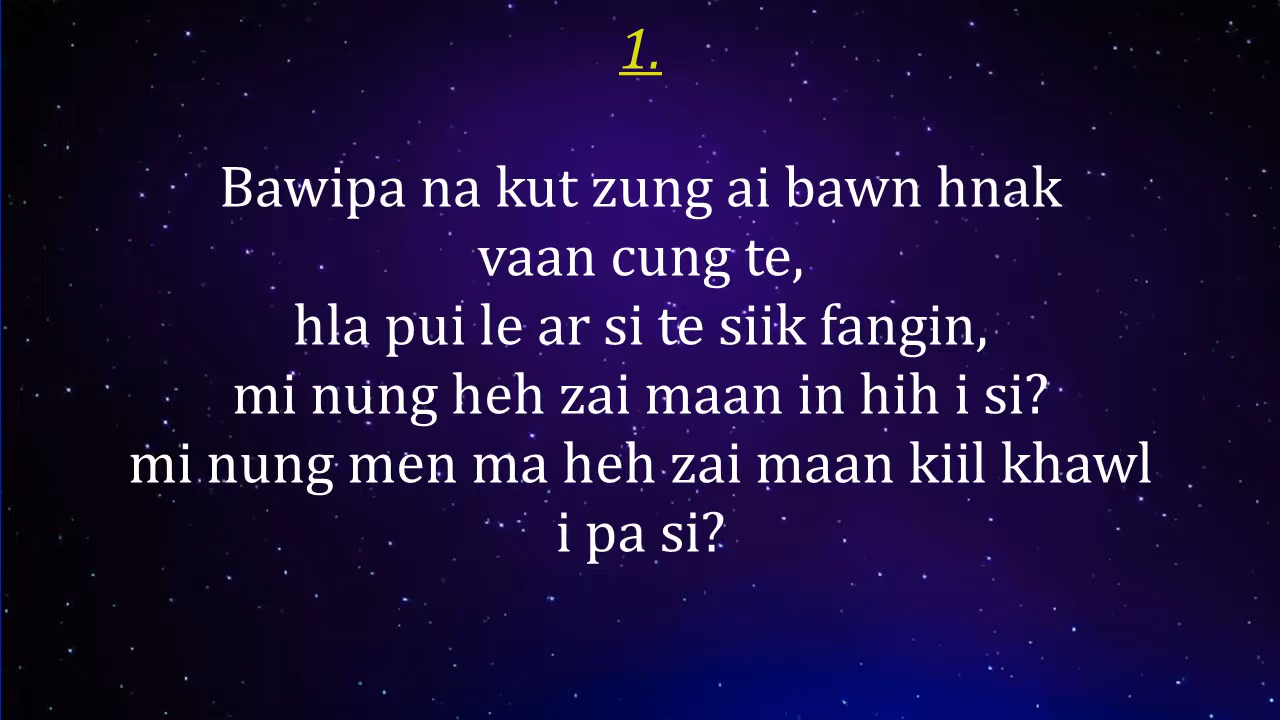 1.
Bawipa na kut zung ai bawn hnak
vaan cung te,
hla pui le ar si te siik fangin,
mi nung heh zai maan in hih i si?
mi nung men ma heh zai maan kiil khawl
i pa si?